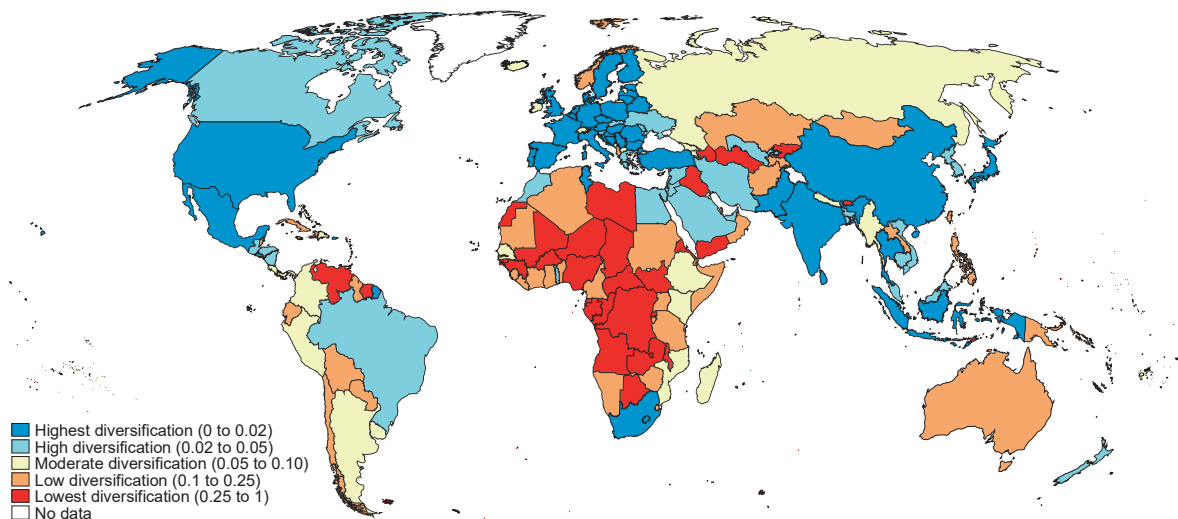 Highest diversification (0 to 0.02)
High diversification (0.02 to 0.05)
Moderate diversification (0.05 to 0.10)
Low diversification (0.1 to 0.25)
Lowest diversification (0.25 to 1)
No data